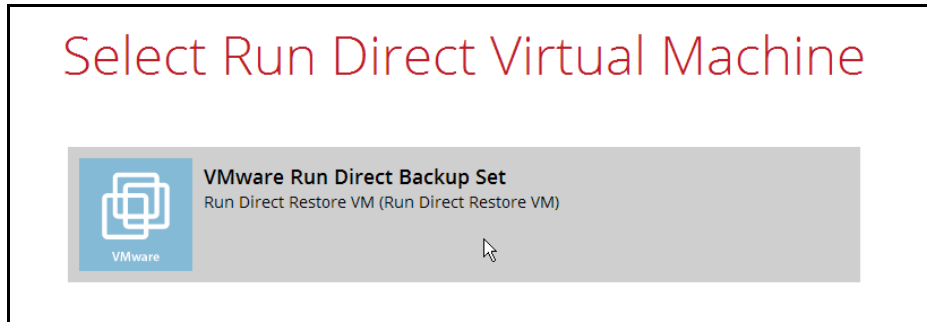 Select Run Direct Virtual Machine
VMware Run Direct Backup Set
Run Direct Restore VM (Run Direct Restore VM)
VMware